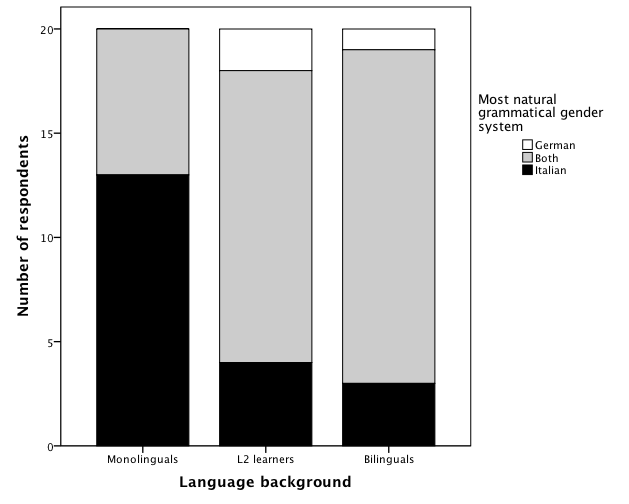 20
15
10
5
0
Number of respondents
Monolinguals
L2 learners
Bilinguals
Language background
Most natural
grammatical gender
system
German
Both
Italian